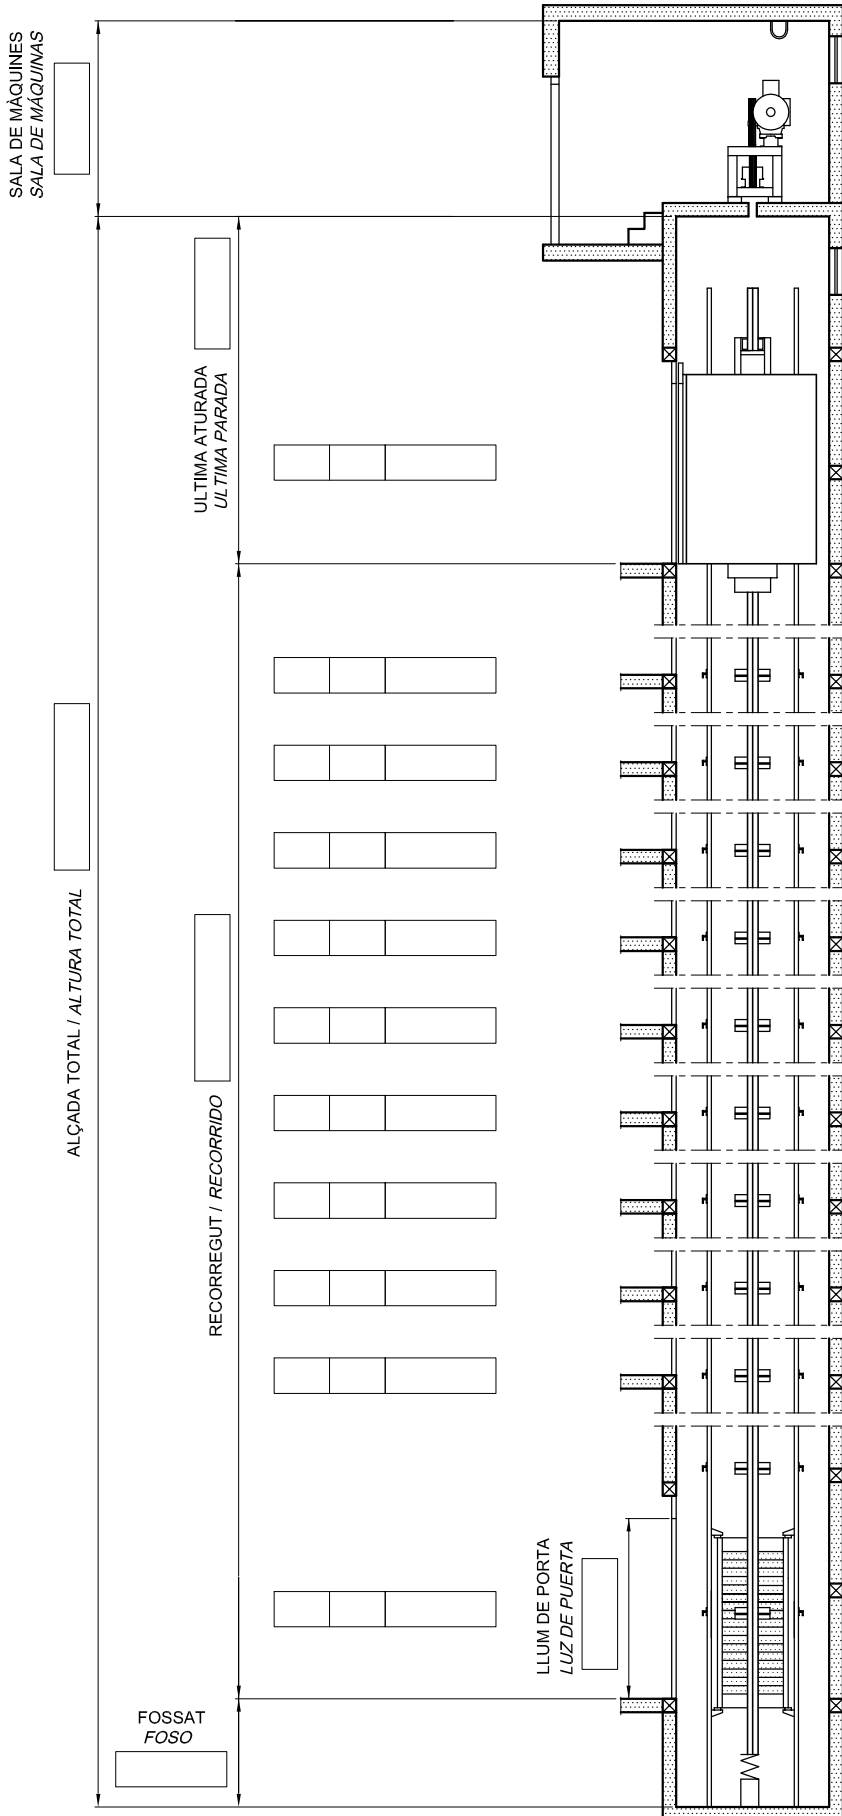 SALA DE MÀQUINES
SALA DE MÁQUINAS
ULTIMA ATURADA
ULTIMA PARADA
ALÇADA TOTAL / ALTURA TOTAL
RECORREGUT / RECORRIDO
LLUM DE PORTA
LUZ DE PUERTA
FOSSAT
FOSO